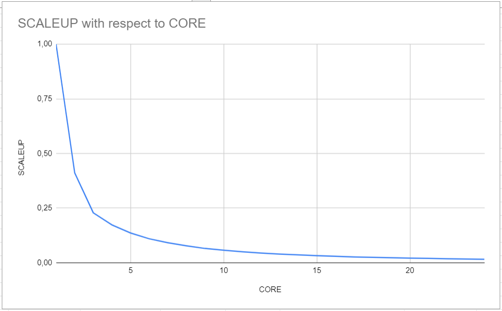 SCALEUP with respect to CORE
1,00
0,75
0,50
0,25
0,00
SCALEUP
5 10 15 20
CORE